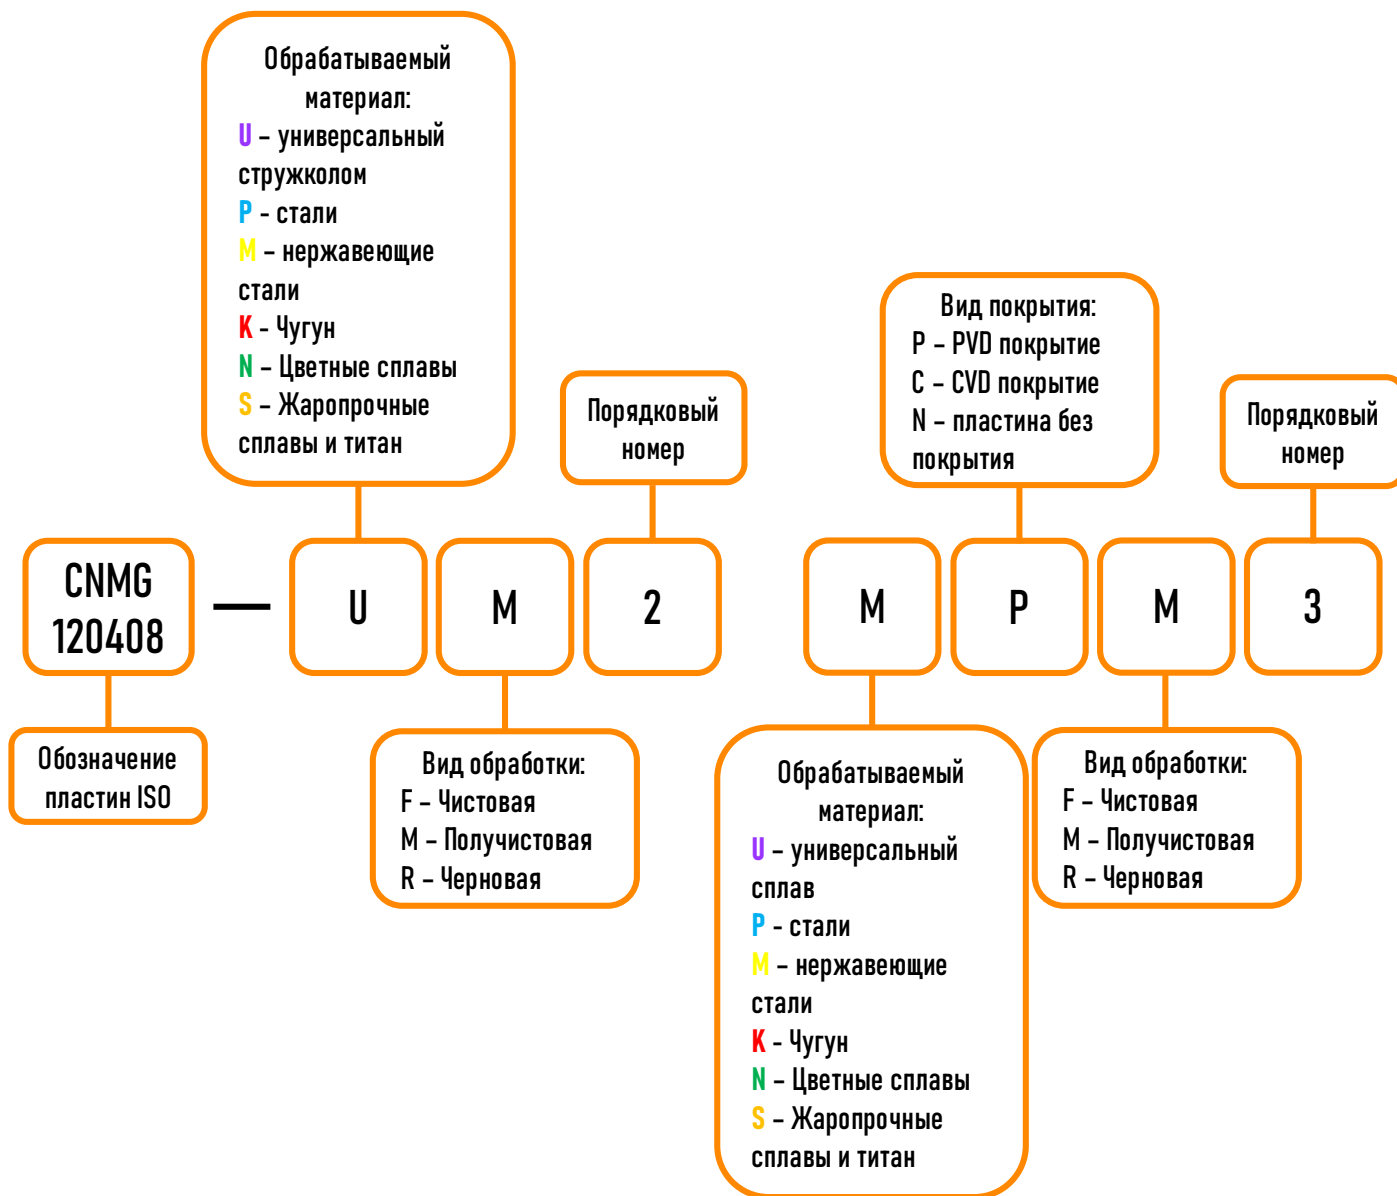 Обрабатываемый
материал:
U – универсальный
стружколом
P - стали
M – нержавеющие
стали
K - Чугун
N – Цветные сплавы
S – Жаропрочные
сплавы и титан
Порядковый
номер
Вид покрытия:
P – PVD покрытие
C – CVD покрытие
N – пластина без
покрытия
Порядковый
номер
CNMG
120408
—
U
M
2
M
P
M
3
Обозначение
пластин ISO
Вид обработки:
F – Чистовая
M – Получистовая
R – Черновая
Обрабатываемый
материал:
U – универсальный
сплав
P - стали
M – нержавеющие
стали
K - Чугун
N – Цветные сплавы
S – Жаропрочные
сплавы и титан
Вид обработки:
F – Чистовая
M – Получистовая
R – Черновая